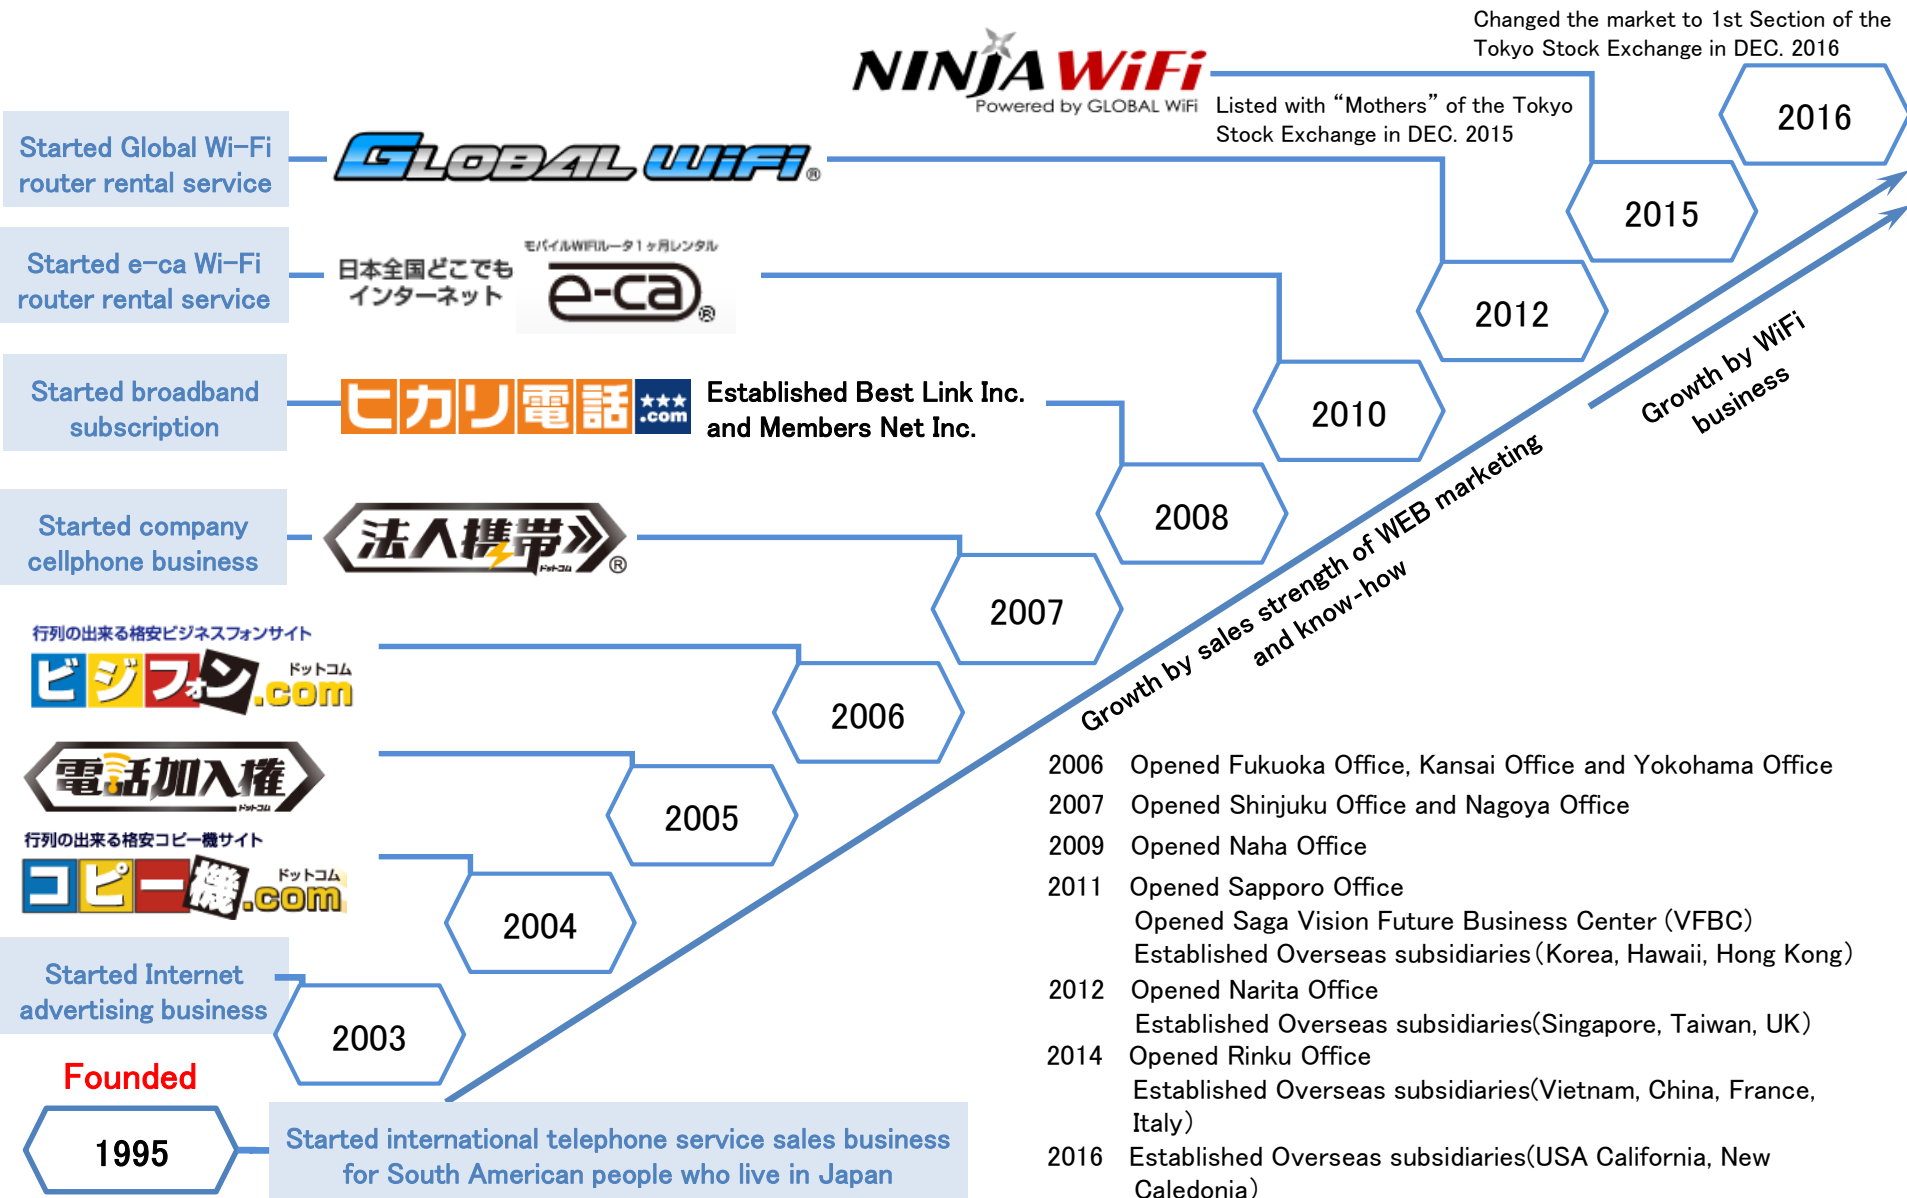 Changed the market to 1st Section of the
Tokyo Stock Exchange in DEC. 2016
NINJA WiFi
Powered by GLOBAL WiFi
Listed with “Mothers” of the Tokyo
Stock Exchange in DEC. 2015
2016
Started Global Wi-Fi
router rental service
GLOBAL WiFi®
2015
Started e-ca Wi-Fi
router rental service
日本全国どこでも
インターネット
モバイルWIFIルータ1ヶ月レンタル
e-ca®
2012
Growth by WiFi
business
Started broadband
subscription
ヒカリ電話★★★.com
Established Best Link Inc.
and Members Net Inc.
2010
Growth by sales strength of WEB marketing
and know-how
Started company
cellphone business
法人携帯
ドットコム
®
2008
2007
行列の出来る格安ビジネスフォンサイト
ビジフォン.com
ドットコム
2006
電話加入権
ドットコム
2005
行列の出来る格安コピー機サイト
コピー機.com
ドットコム
2004
Started Internet
advertising business
2003
Founded
1995
Started international telephone service sales business
for South American people who live in Japan
2006 Opened Fukuoka Office, Kansai Office and Yokohama Office
2007 Opened Shinjuku Office and Nagoya Office
2009 Opened Naha Office
2011 Opened Sapporo Office
Opened Saga Vision Future Business Center (VFBC)
Established Overseas subsidiaries(Korea, Hawaii, Hong Kong)
2012 Opened Narita Office
Established Overseas subsidiaries(Singapore, Taiwan, UK)
2014 Opened Rinku Office
Established Overseas subsidiaries(Vietnam, China, France,
Italy)
2016 Established Overseas subsidiaries(USA California, New
Caledonia)